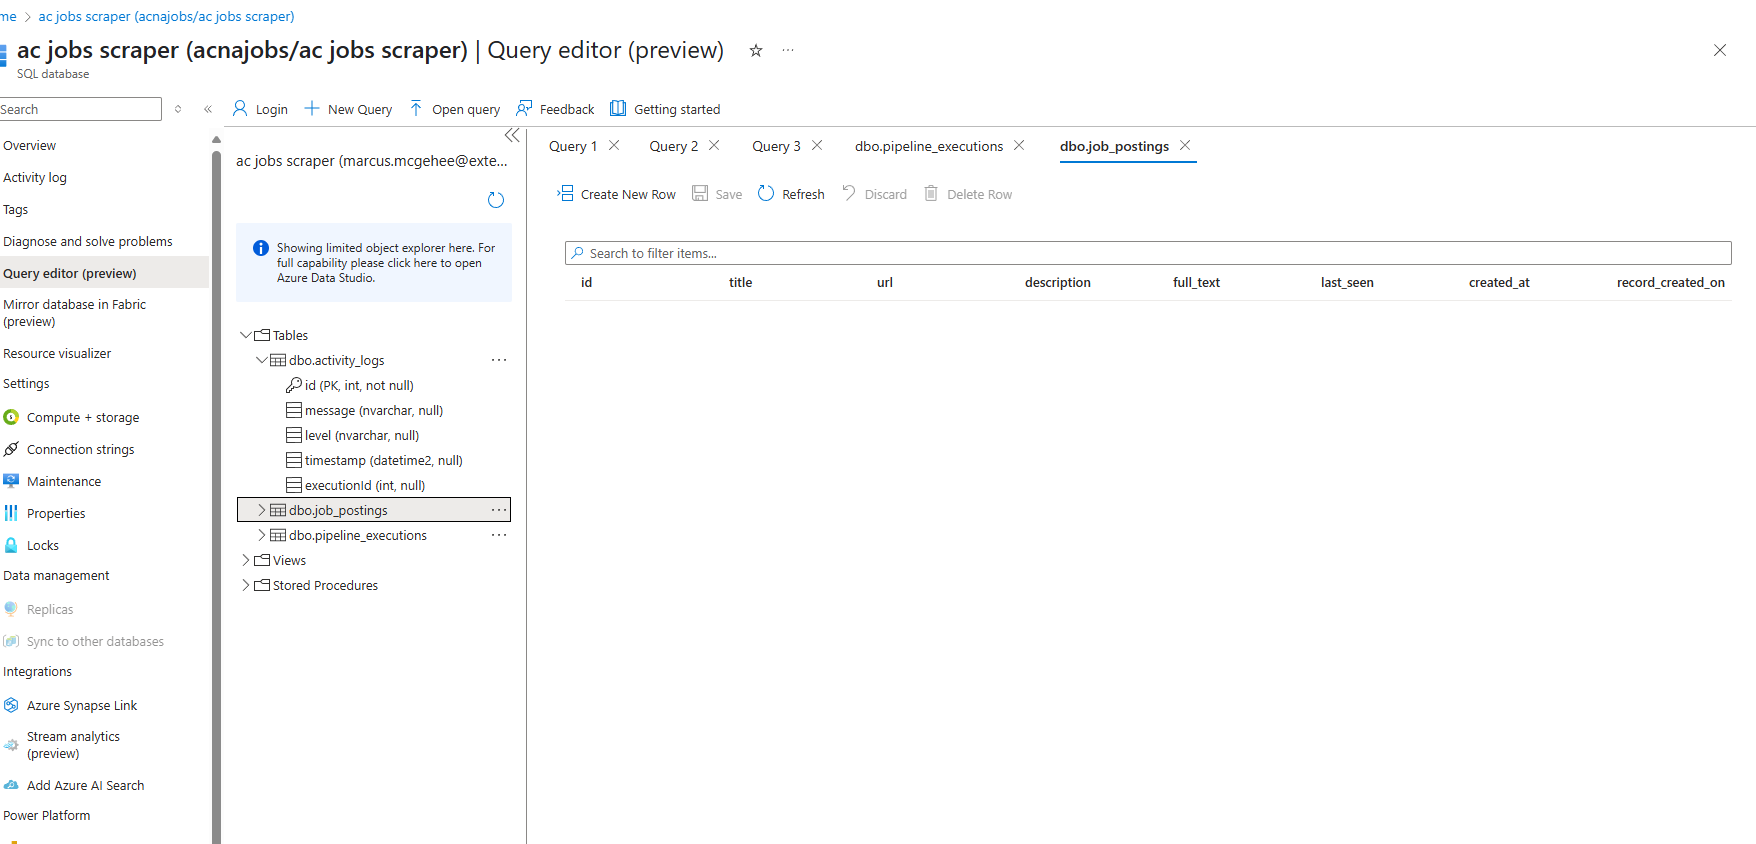 me > ac jobs scraper (acnajobs/ac jobs scraper)
ac jobs scraper (acnajobs/ac jobs scraper) | Query editor (preview)
SQL database
Search
Login
New Query
Open query
Feedback
Getting started
Overview
Activity log
Tags
Diagnose and solve problems
Query editor (preview)
Mirror database in Fabric
(preview)
Resource visualizer
Settings
Compute + storage
Connection strings
Maintenance
Properties
Locks
Data management
Replicas
Sync to other databases
Integrations
Azure Synapse Link
Stream analytics
(preview)
Add Azure AI Search
Power Platform
ac jobs scraper (marcus.mcgehee@exte...
Showing limited object explorer here. For
full capability please click here to open
Azure Data Studio.
Tables
dbo.activity_logs
id (PK, int, not null)
message (nvarchar, null)
level (nvarchar, null)
timestamp (datetime2, null)
executionId (int, null)
dbo.job_postings
dbo.pipeline_executions
Views
Stored Procedures
Query 1
Query 2
Query 3
dbo.pipeline_executions
dbo.job_postings
Create New Row
Save
Refresh
Discard
Delete Row
Search to filter items...
id title url description full_text last_seen created_at record_created_on